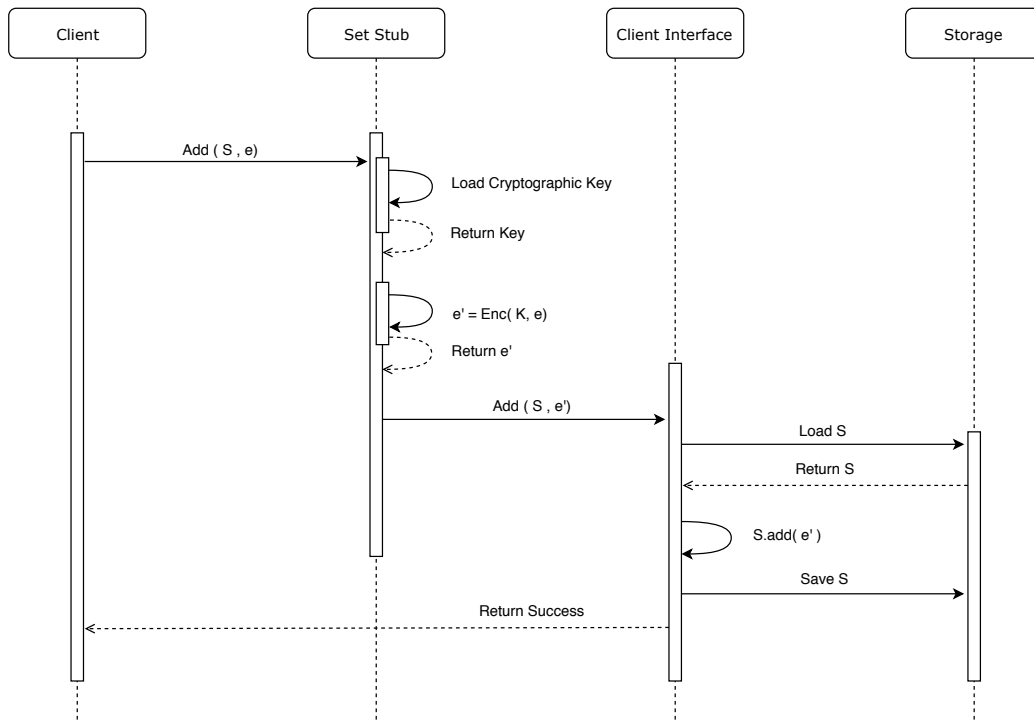 Client
Set Stub
Client Interface
Storage
Add ( S , e)
Load Cryptographic Key
Return Key
e' = Enc( K, e)
Return e'
Add ( S , e')
Load S
Return S
S.add( e' )
Save S
Return Success